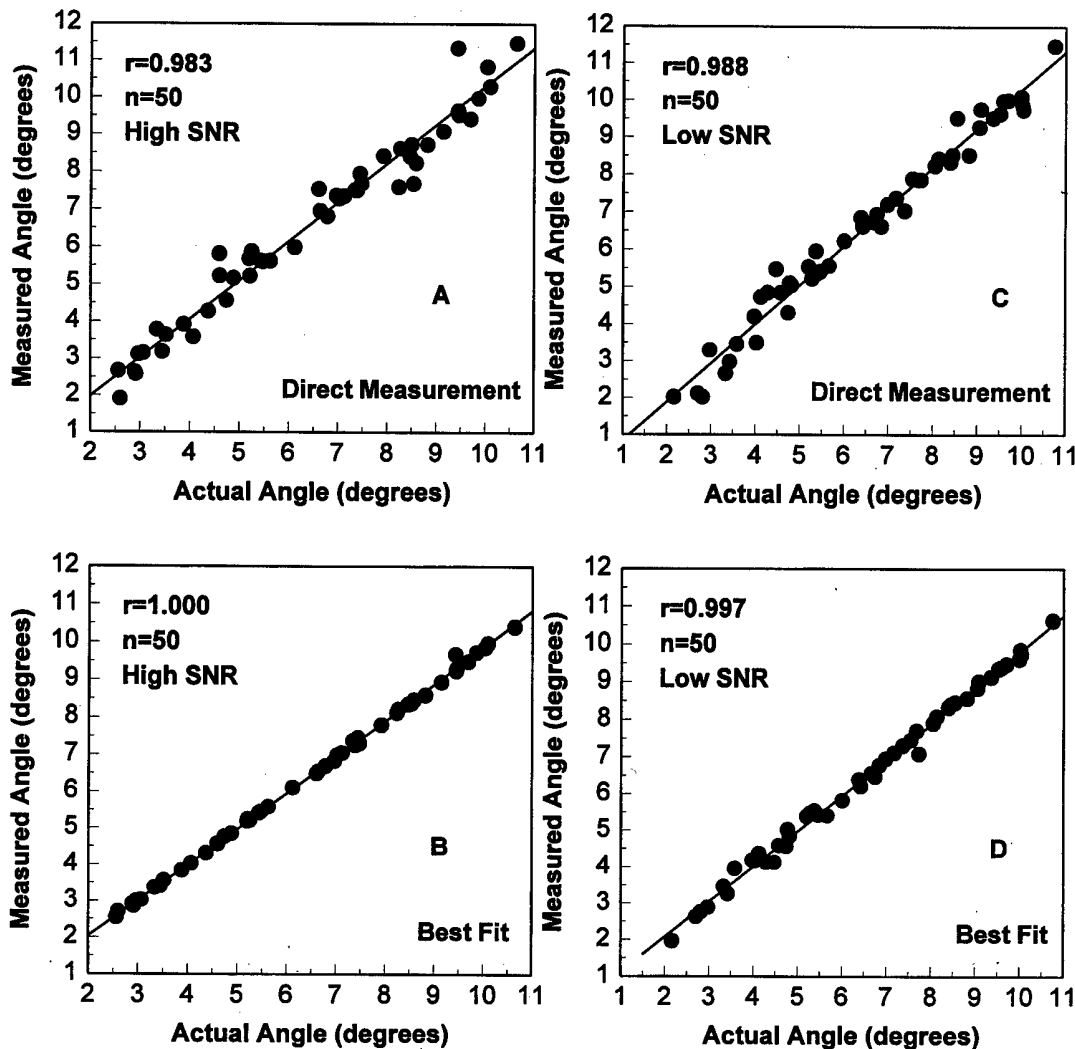 12
11
10
9
8
7
6
5
4
3
2
1
Measured Angle (degrees)
r=0.983
n=50
High SNR
A
Direct Measurement
2 3 4 5 6 7 8 9 10 11
Actual Angle (degrees)
12
11
10
9
8
7
6
5
4
3
2
1
Measured Angle (degrees)
r=0.988
n=50
Low SNR
C
Direct Measurement
1 2 3 4 5 6 7 8 9 10 11
Actual Angle (degrees)
12
11
10
9
8
7
6
5
4
3
2
1
Measured Angle (degrees)
r=1.000
n=50
High SNR
B
Best Fit
2 3 4 5 6 7 8 9 10 11
Actual Angle (degrees)
12
11
10
9
8
7
6
5
4
3
2
1
Measured Angle (degrees)
r=0.997
n=50
Low SNR
D
Best Fit
1 2 3 4 5 6 7 8 9 10 11
Actual Angle (degrees)